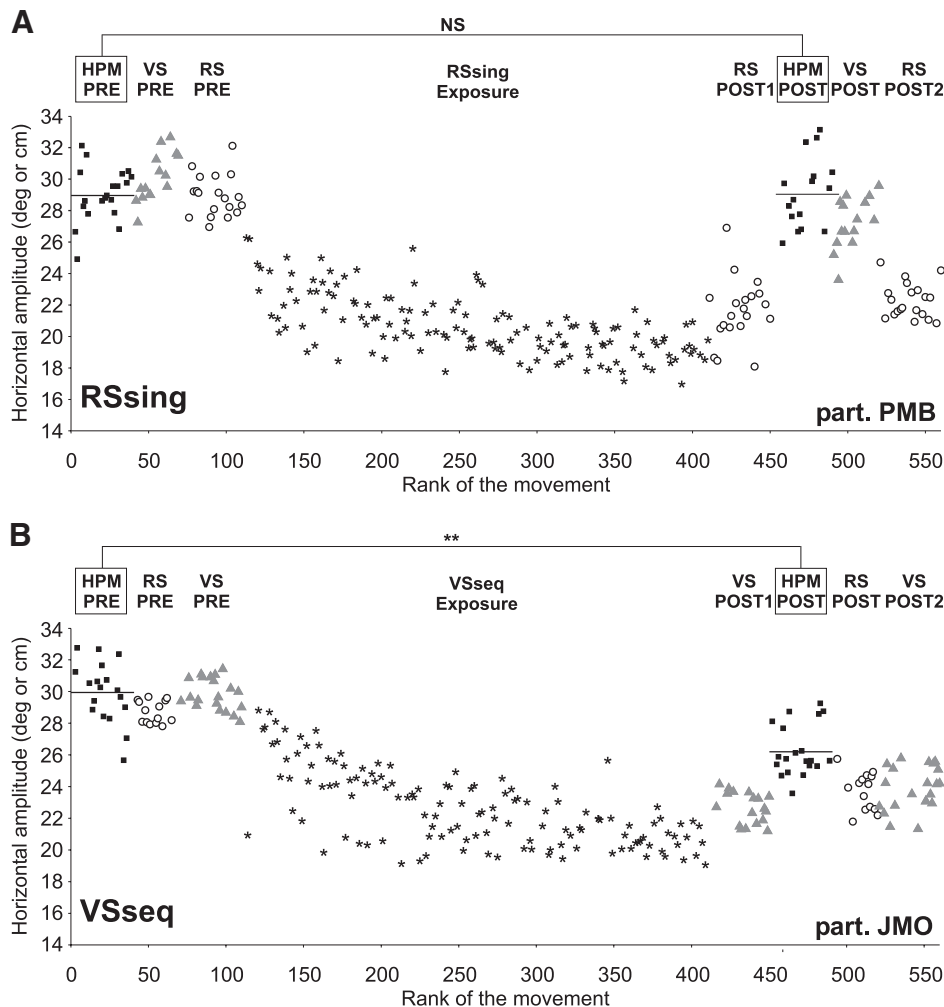 A
NS
HPM PRE
VS PRE
RS PRE
RSsing Exposure
RS POST1
HPM POST
VS POST
RS POST2
Horizontal amplitude (deg or cm)
34
32
30
28
26
24
22
20
18
16
14
RSsing
part. PMB
0 50 100 150 200 250 300 350 400 450 500 550
Rank of the movement
B
**
HPM PRE
RS PRE
VS PRE
VSseq Exposure
VS POST1
HPM POST
RS POST
VS POST2
Horizontal amplitude (deg or cm)
34
32
30
28
26
24
22
20
18
16
14
VSseq
part. JMO
0 50 100 150 200 250 300 350 400 450 500 550
Rank of the movement